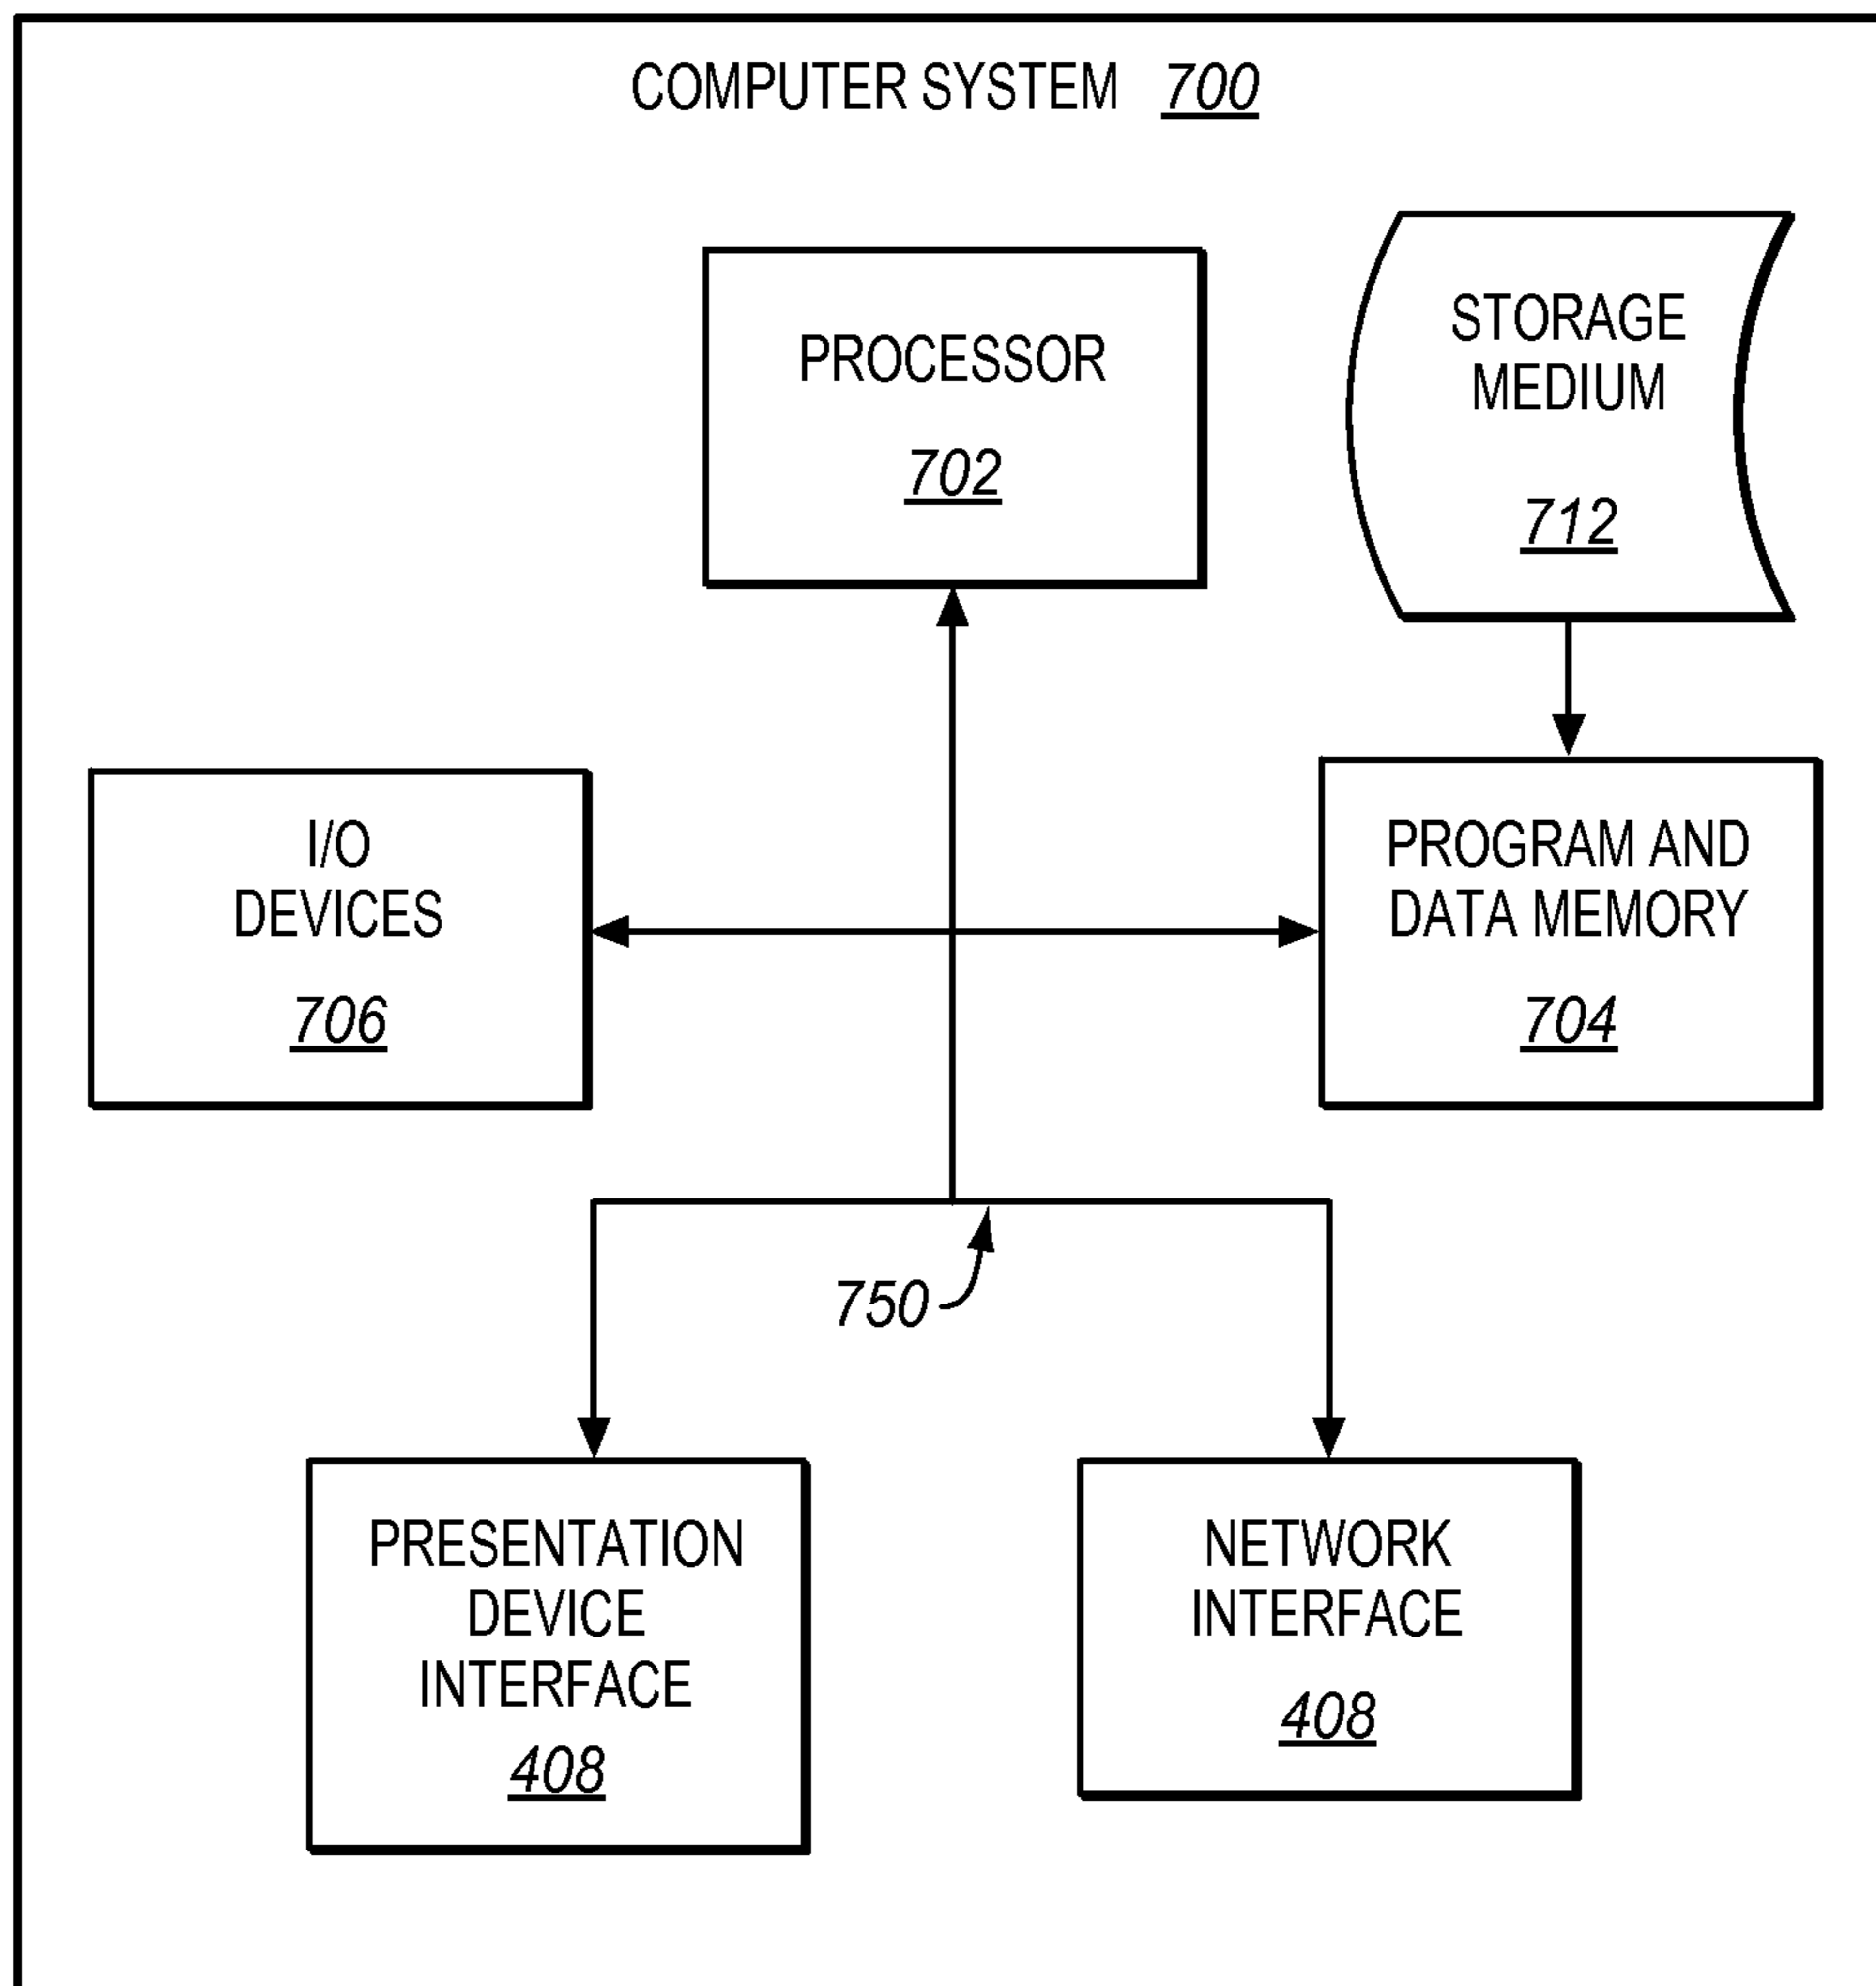 COMPUTER SYSTEM 700
PROCESSOR
702
STORAGE
MEDIUM
712
I/O
DEVICES
706
PROGRAM AND
DATA MEMORY
704
750
PRESENTATION
DEVICE
INTERFACE
408
NETWORK
INTERFACE
408